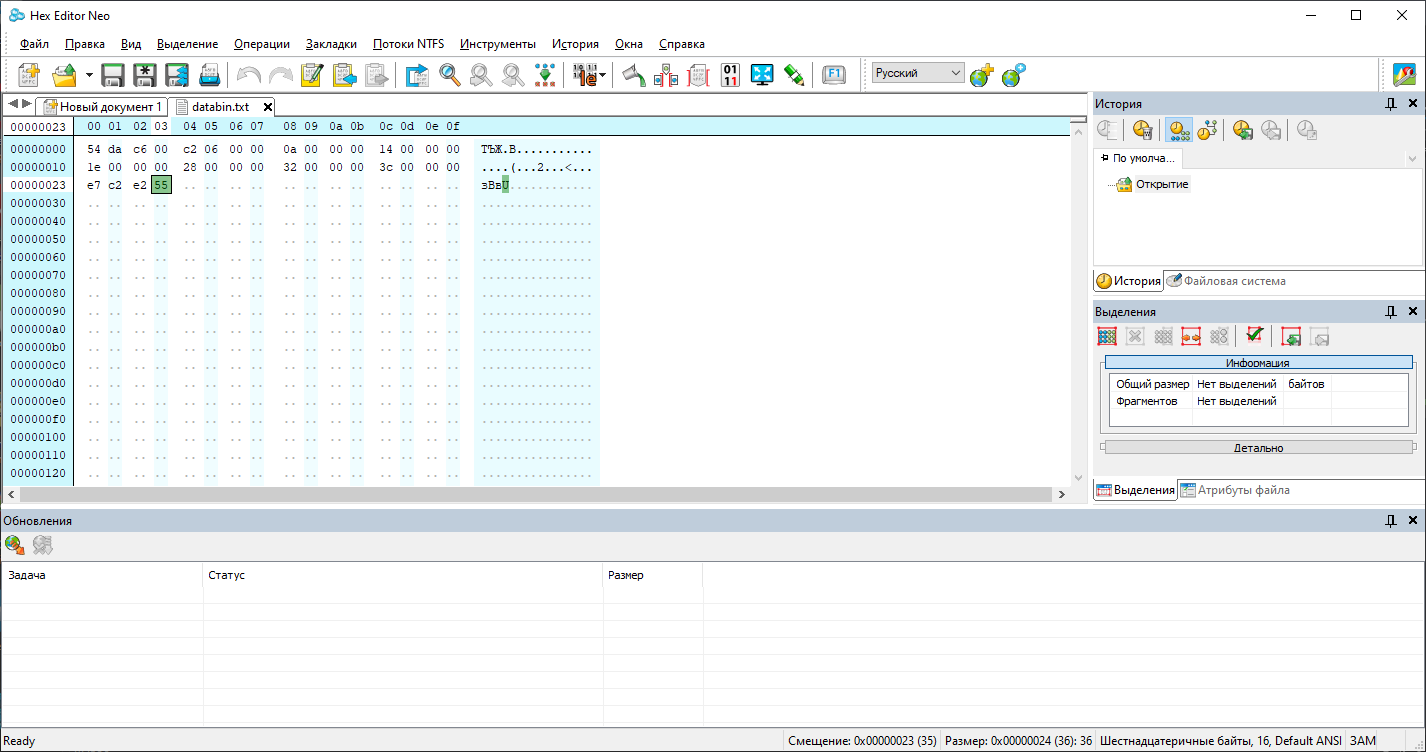 Hex Editor Neo
Файл Правка Вид Выделение Операции Закладки Потоки NTFS Инструменты История Окна Справка
F1 Русский
Новый документ 1 databin.txt
00000023 00 01 02 03 04 05 06 07 08 09 0a 0b 0c 0d 0e 0f
00000000 54 da c6 00 c2 06 00 00 0a 00 00 00 14 00 00 00 TЪЖ.В...........
00000010 1e 00 00 00 28 00 00 00 32 00 00 00 3c 00 00 00 ....(...2...<...
00000023 e7 c2 e2 55 зВвU
00000030
00000040
00000050
00000060
00000070
00000080
00000090
000000a0
000000b0
000000c0
000000d0
000000e0
000000f0
00000100
00000110
00000120
История
По умолча...
Открытие
История Файловая система
Выделения
Информация
Общий размер Нет выделений байтов
Фрагментов Нет выделений
Детально
Выделения Атрибуты файла
Обновления
Задача Статус Размер
Ready Смещение: 0x00000023 (35) Размер: 0x00000024 (36): 36 Шестнадцатеричные байты, 16, Default ANSI ЗАМ